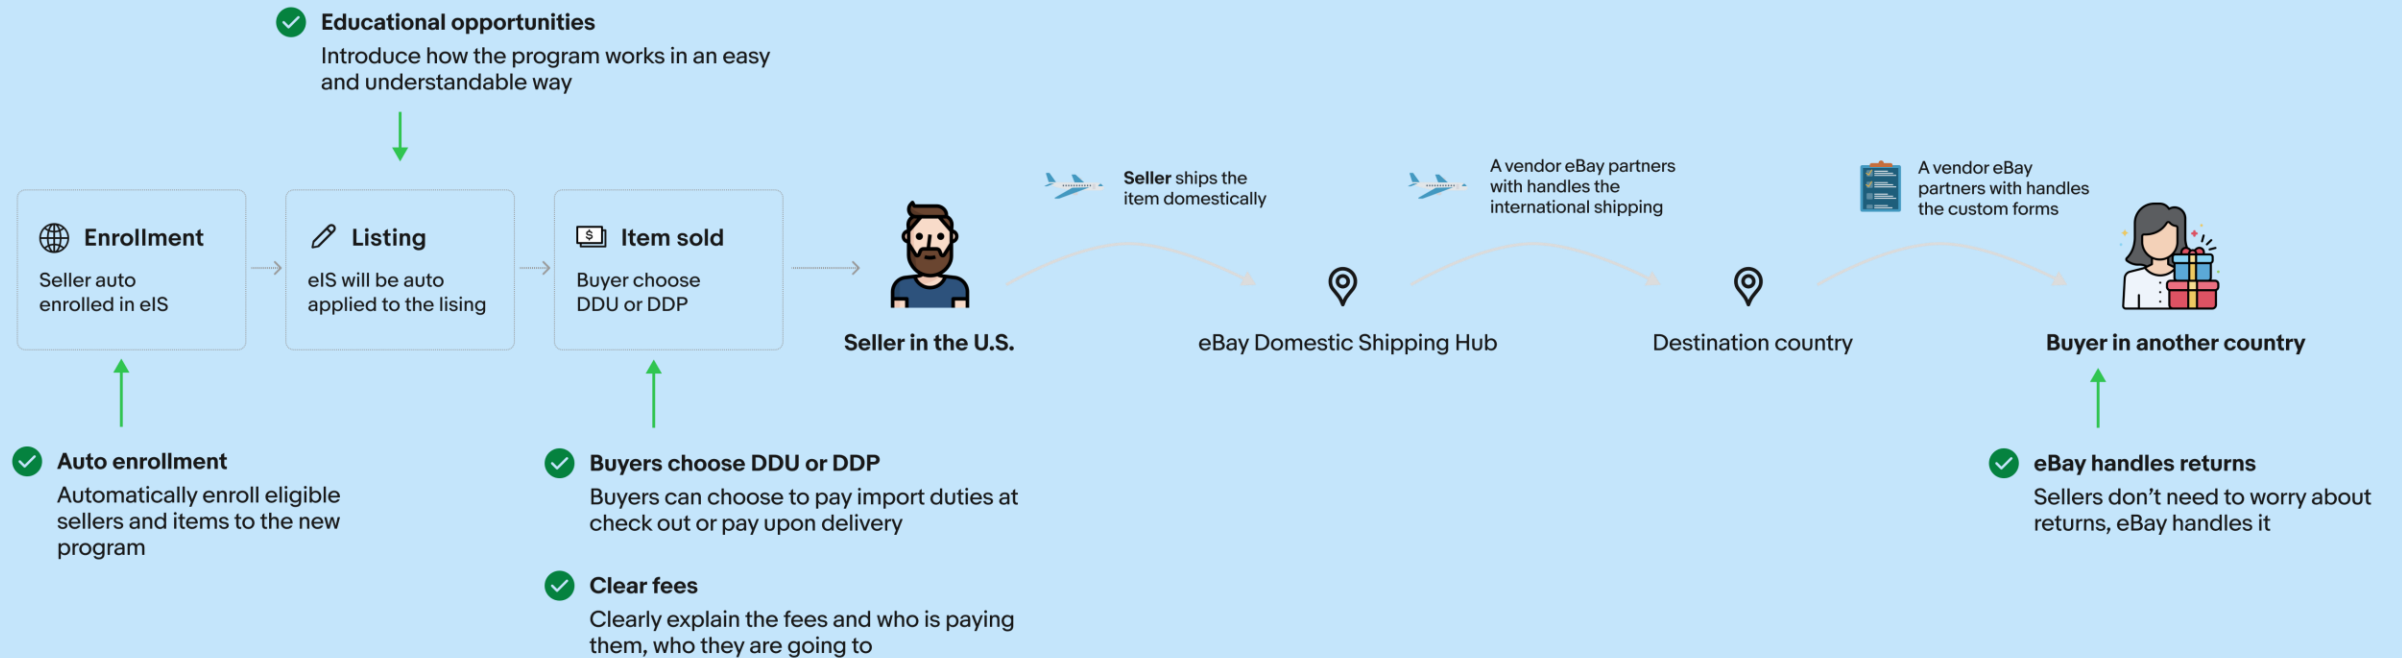 Educational opportunities
Introduce how the program works in an easy
and understandable way
Enrollment
Seller auto
enrolled in eIS
Listing
eIS will be auto
applied to the lising
$
Item sold
Buyer choose
DDU or DDP
Seller in the U.S.
Seller ships the
item domestically
eBay Domestic Shipping Hub
A vendor eBay partners
with handles the
international shipping
Destination country
A vendor eBay
partners with handles
the custom forms
Buyer in another country
Auto enrollment
Automatically enroll eligible
sellers and items to the new
program
Buyers choose DDU or DDP
Buyers can choose to pay import duties at
check out or pay upon delivery
Clear fees
Clearly explain the fees and who is paying
them, who they are going to
eBay handles returns
Sellers don't need to worry about
returns, eBay handles it